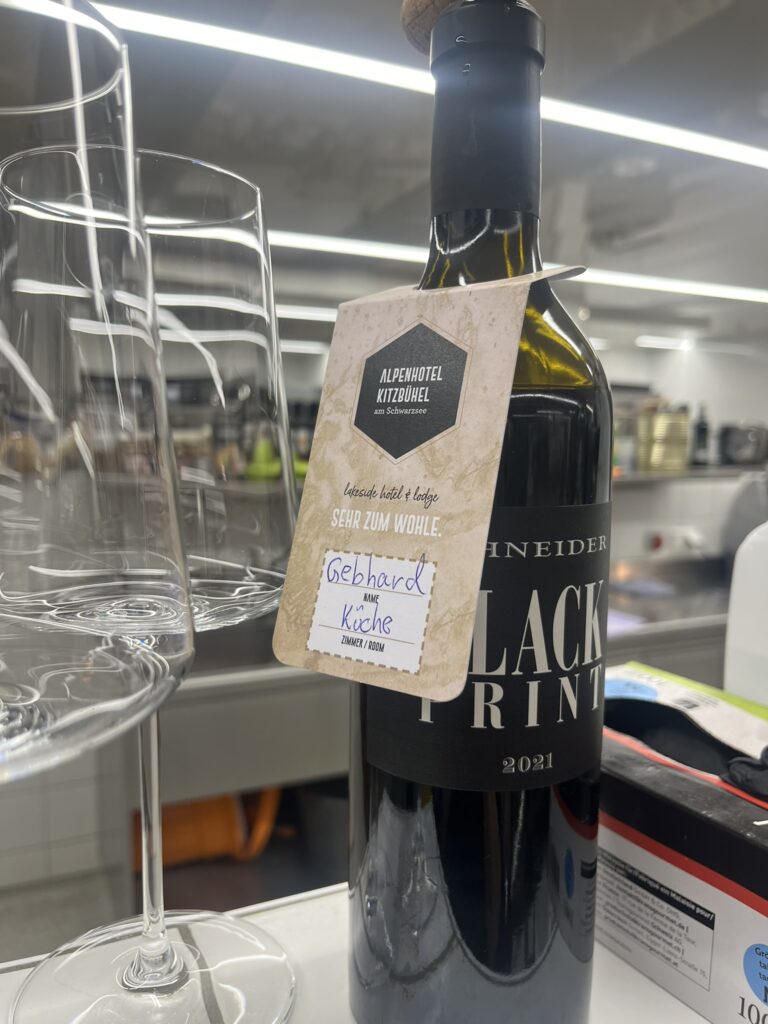 ALPENHOTEL
KITZBÜHEL
am Schwarzsee
lakeside hotel & lodge
SEHR ZUM WOHLE.
Gebhard
NAME
Küche
ZIMMER / ROOM
HNEIDER
LACK
PRINT
2021